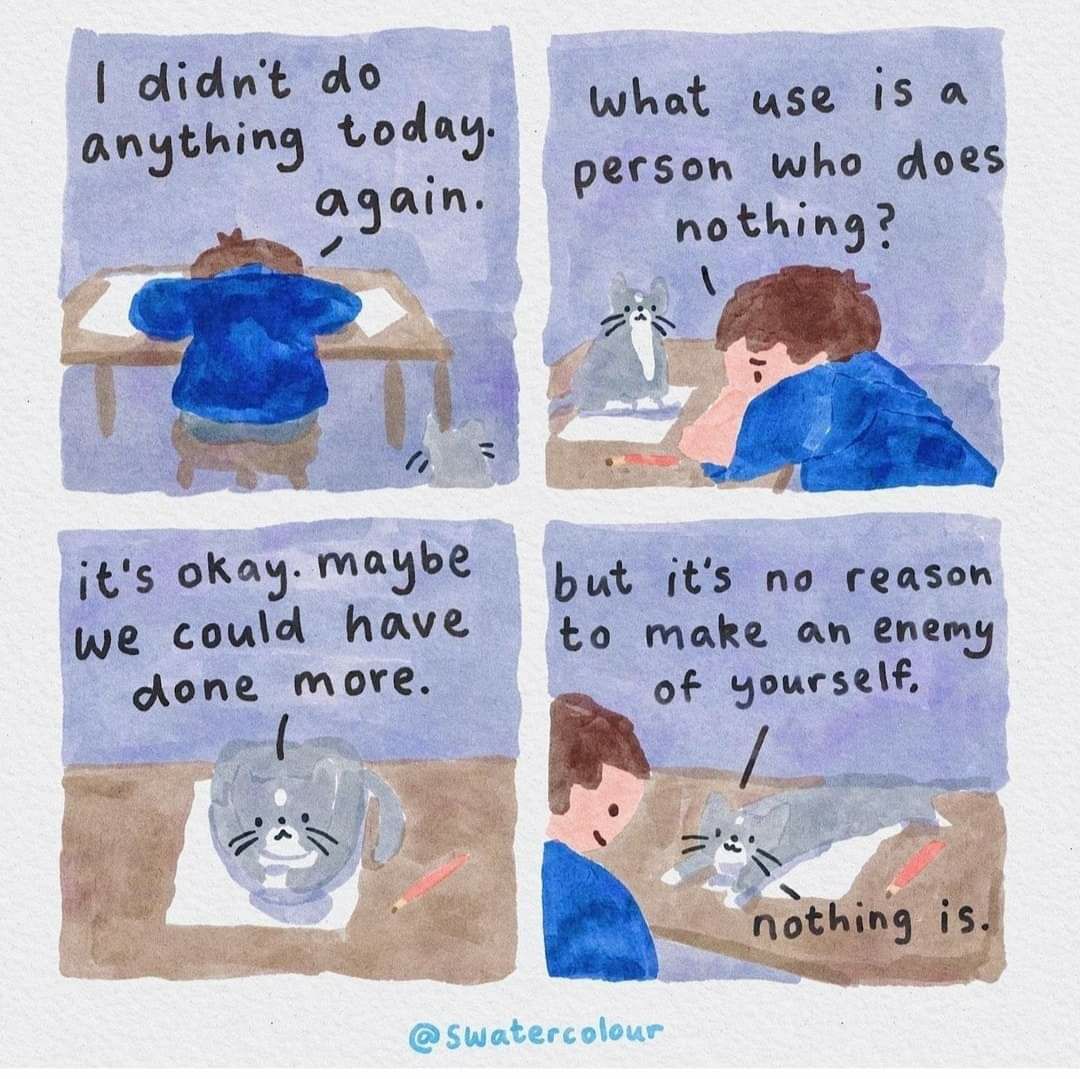 I didn't do
anything today.
again.
what use is a
person who does
nothing?
it's okay. maybe
we could have
done more.
but it's no reason
to make an enemy
of yourself.
nothing is.
@swatercolour